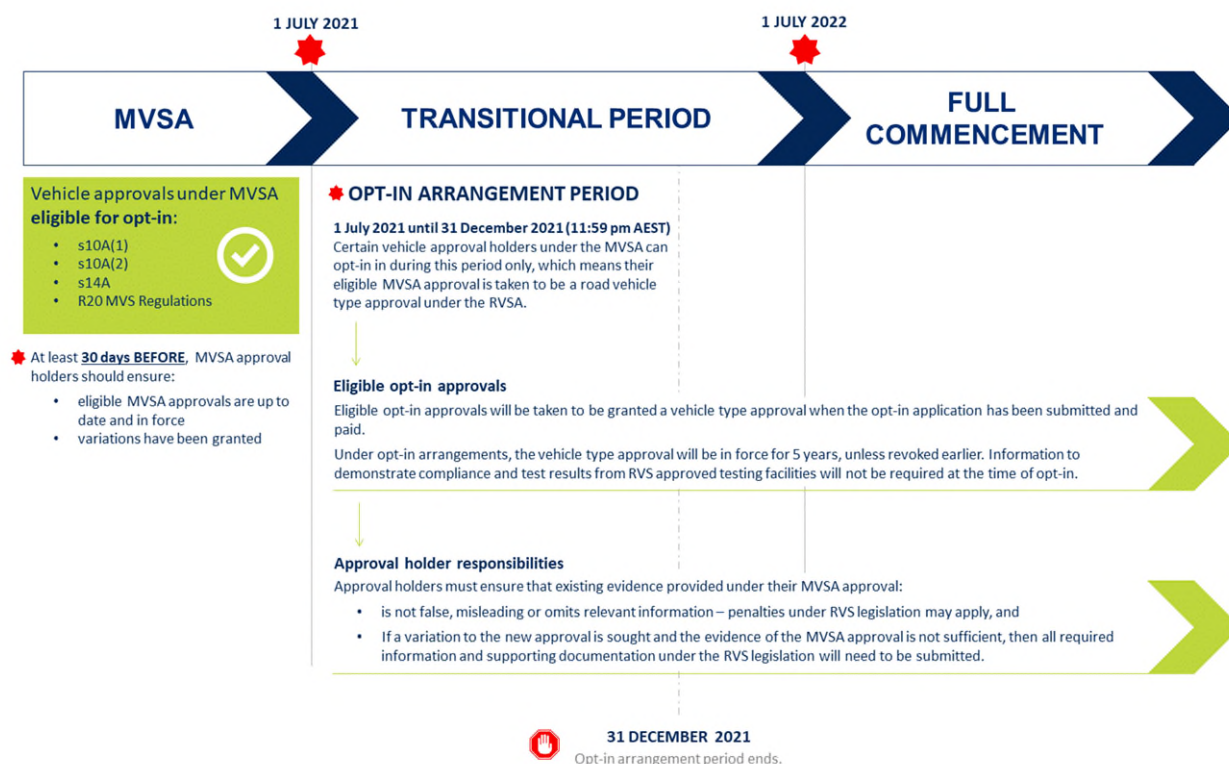 1 JULY 2021
1 JULY 2022
MVSA
TRANSITIONAL PERIOD
FULL
COMMENCEMENT
Vehicle approvals under MVSA
eligible for opt-in:
• s10A(1)
• s10A(2)
• s14A
• R20 MVS Regulations
At least 30 days BEFORE, MVSA approval
holders should ensure:
• eligible MVSA approvals are up to
date and in force
• variations have been granted
OPT-IN ARRANGEMENT PERIOD
1 July 2021 until 31 December 2021 (11:59 pm AEST)
Certain vehicle approval holders under the MVSA can
opt-in in during this period only, which means their
eligible MVSA approval is taken to be a road vehicle
type approval under the RVSA.
Eligible opt-in approvals
Eligible opt-in approvals will be taken to be granted a vehicle type approval when the opt-in application has been submitted and
paid.
Under opt-in arrangements, the vehicle type approval will be in force for 5 years, unless revoked earlier. Information to
demonstrate compliance and test results from RVS approved testing facilities will not be required at the time of opt-in.
Approval holder responsibilities
Approval holders must ensure that existing evidence provided under their MVSA approval:
• is not false, misleading or omits relevant information – penalties under RVS legislation may apply, and
• If a variation to the new approval is sought and the evidence of the MVSA approval is not sufficient, then all required
information and supporting documentation under the RVS legislation will need to be submitted.
31 DECEMBER 2021
Opt-in arrangement period ends.